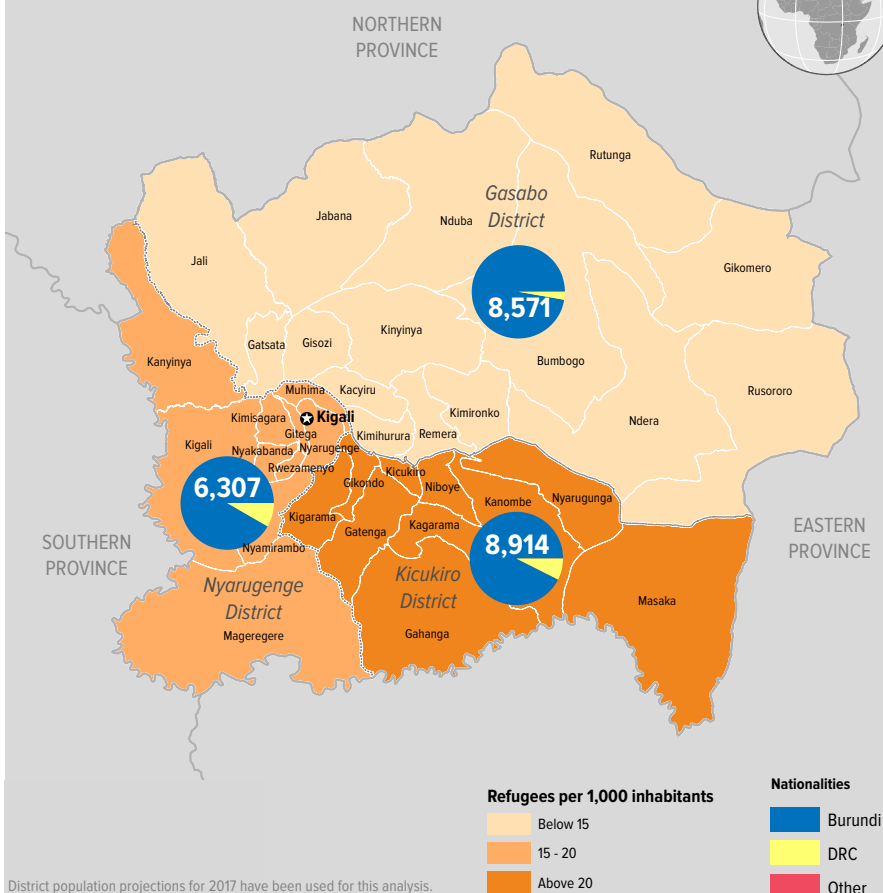 NORTHERN
PROVINCE
Rutunga
Gasabo
District
Jabana
Nduba
Jali
Gikomero
8,571
Kinyinya
Gatsata
Gisozi
Kanyinya
Bumbogo
Rusororo
Muhima
Kacyiru
Kimironko
Kimisagara
Kigali
Ndera
Gitega
Kimihurura
Remera
Kigali
Nyakabanda
Nyarugenge
Rwezamenyo
Kicukiro
Gikondo
Niboye
6,307
Kanombe
Nyarugunga
Kigarama
Gatenga
Kagarama
EASTERN
PROVINCE
SOUTHERN
PROVINCE
8,914
Nyamirambo
Nyarugenge
District
Kicukiro
District
Masaka
Mageregere
Gahanga
Refugees per 1,000 inhabitants
Below 15
15 - 20
Above 20
Nationalities
Burundi
DRC
Other
District population projections for 2017 have been used for this analysis.